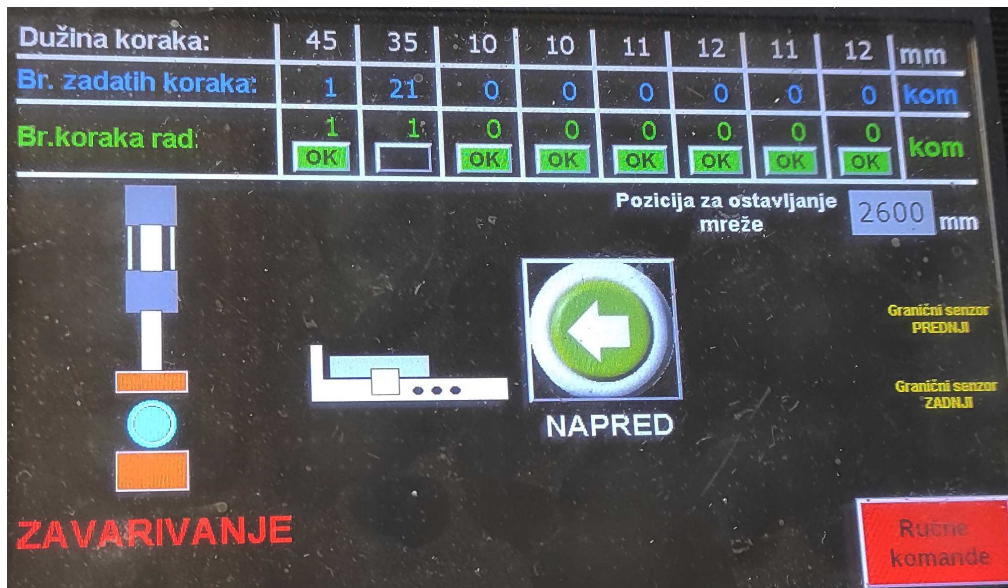 Dužina koraka: 45 35 10 10 11 12 11 12 mm
Br. zadatih koraka: 1 21 0 0 0 0 0 0 kom
Br.koraka rad: 1 1 0 0 0 0 0 0 kom
OK OK OK OK OK OK OK
Pozicija za ostavljanje
mreže
2600 mm
Granični senzor
PREDNJI
Granični senzor
ZADNJI
NAPRED
ZAVARIVANJE
Rucne
komande